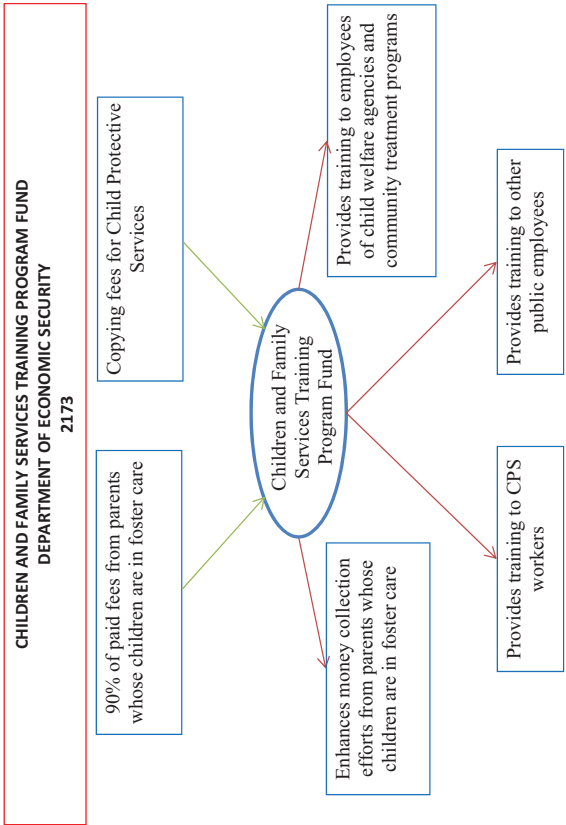 CHILDREN AND FAMILY SERVICES TRAINING PROGRAM FUND
DEPARTMENT OF ECONOMIC SECURITY
2173
90% of paid fees from parents
whose children are in foster care
Copying fees for Child Protective
Services
Children and Family
Services Training
Program Fund
Enhances money collection
efforts from parents whose
children are in foster care
Provides training to employees
of child welfare agencies and
community treatment programs
Provides training to CPS
workers
Provides training to other
public employees